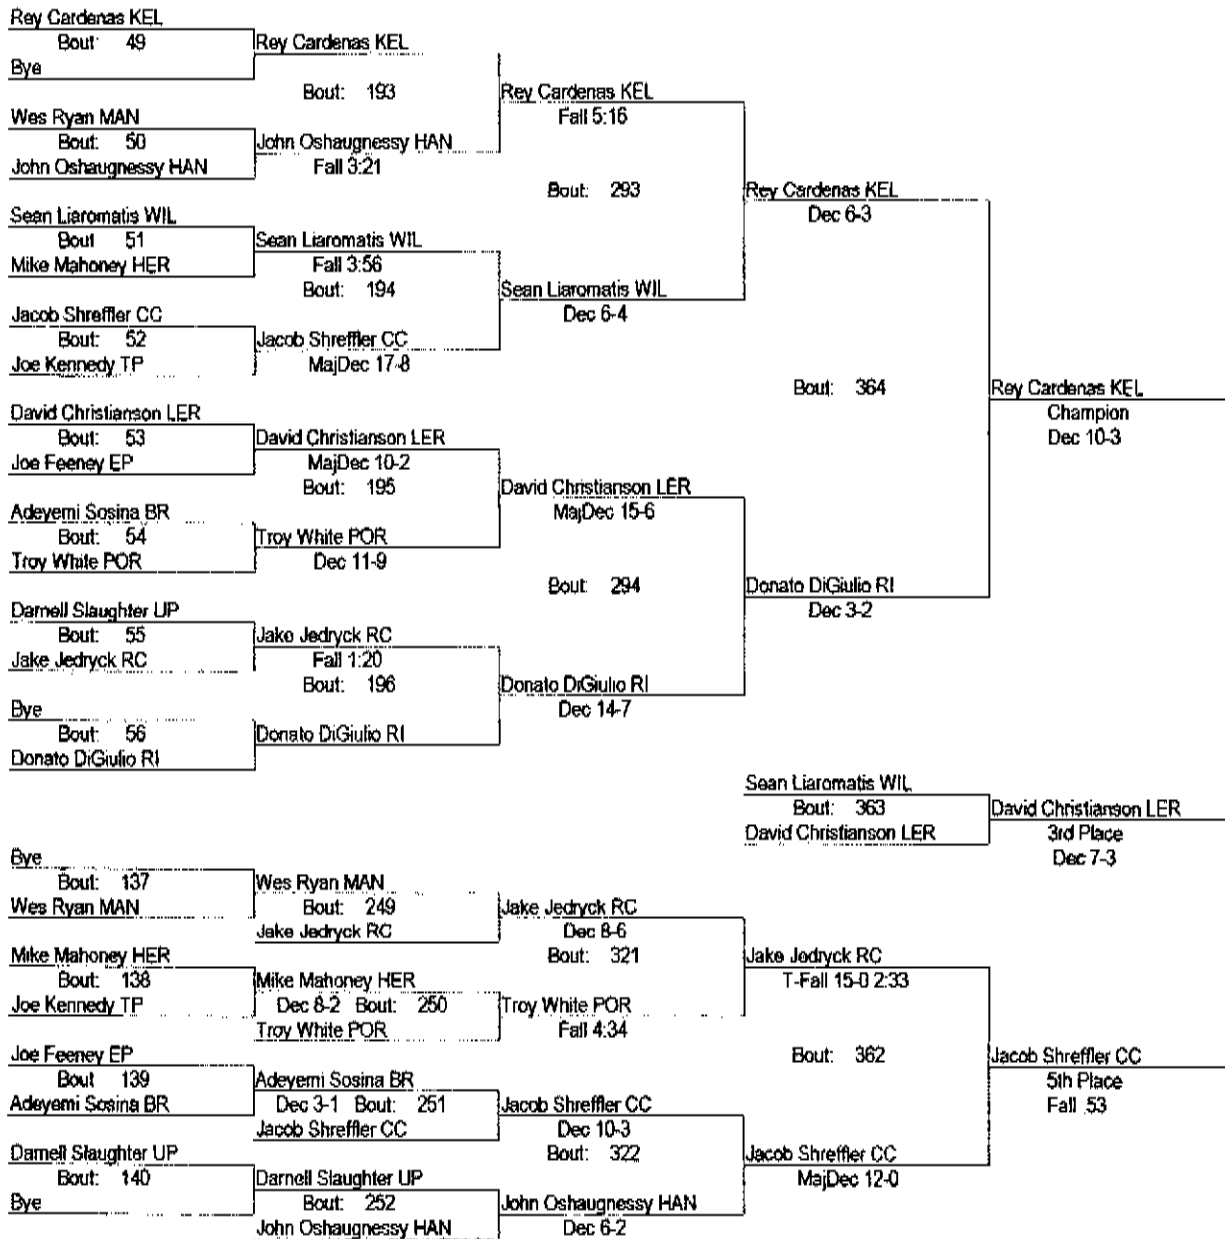 Rey Cardenas KEL
Bout: 49
Bye
Rey Cardenas KEL
Bout: 193
Wes Ryan MAN
Bout: 50
John Oshaugnessy HAN
John Oshaugnessy HAN
Fall 3:21
Rey Cardenas KEL
Fall 5:16
Bout: 293
Sean Liaromatis WIL
Bout 51
Mike Mahoney HER
Sean Liaromatis WIL
Fall 3:56
Bout: 194
Jacob Shreffler CC
Bout: 52
Joe Kennedy TP
Jacob Shreffler CC
MajDec 17-8
Sean Liaromatis WIL
Dec 6-4
Rey Cardenas KEL
Dec 6-3
Bout: 364
David Christianson LER
Bout: 53
Joe Feeney EP
David Christianson LER
MajDec 10-2
Bout: 195
Adeyemi Sosina BR
Bout: 54
Troy White POR
Troy White POR
Dec 11-9
David Christianson LER
MajDec 15-6
Bout: 294
Darnell Slaughter UP
Bout: 55
Jake Jedryck RC
Jake Jedryck RC
Fall 1:20
Bout: 196
Bye
Bout: 56
Donato DiGiulio RI
Donato DiGiulio RI
Donato DiGiulio RI
Dec 14-7
Donato DiGiulio RI
Dec 3-2
Rey Cardenas KEL
Champion
Dec 10-3
Sean Liaromatis WIL
Bout: 363
David Christianson LER
David Christianson LER
3rd Place
Dec 7-3
Bye
Bout: 137
Wes Ryan MAN
Wes Ryan MAN
Bout: 249
Jake Jedryck RC
Jake Jedryck RC
Dec 8-6
Bout: 321
Mike Mahoney HER
Bout: 138
Joe Kennedy TP
Mike Mahoney HER
Dec 8-2 Bout: 250
Troy White POR
Troy White POR
Fall 4:34
Jake Jedryck RC
T-Fall 15-0 2:33
Bout: 362
Joe Feeney EP
Bout 139
Adeyemi Sosina BR
Adeyemi Sosina BR
Dec 3-1 Bout: 251
Jacob Shreffler CC
Jacob Shreffler CC
Dec 10-3
Bout: 322
Darnell Slaughter UP
Bout: 140
Bye
Darnell Slaughter UP
Bout: 252
John Oshaugnessy HAN
John Oshaugnessy HAN
Dec 6-2
Jacob Shreffler CC
MajDec 12-0
Jacob Shreffler CC
5th Place
Fall :53